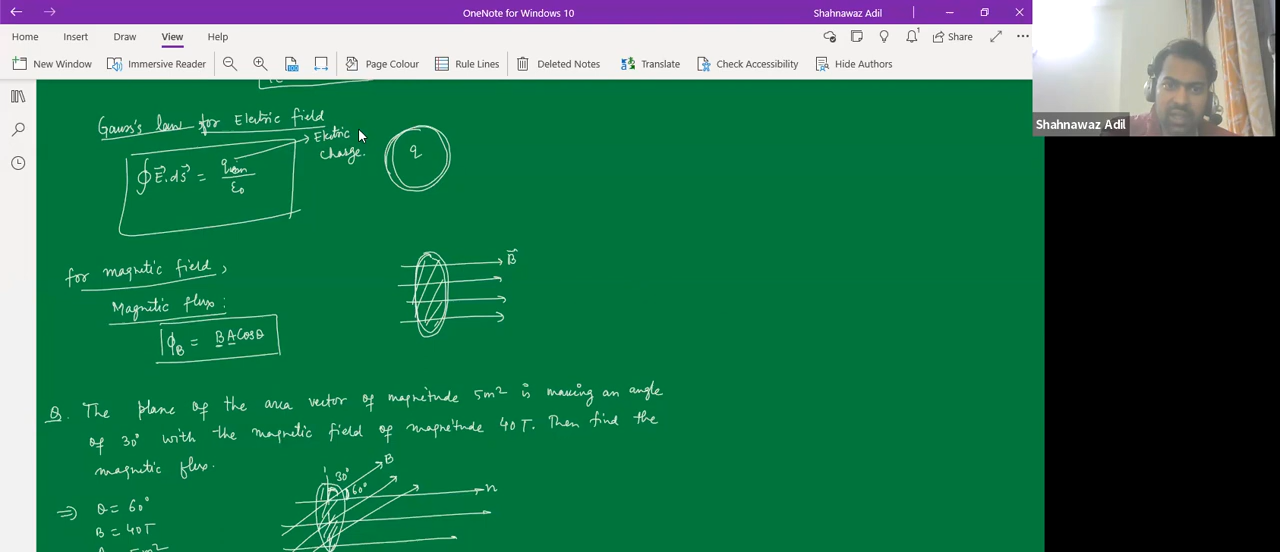 OneNote for Windows 10
Shahnawaz Adil
Home Insert Draw View Help
Share
New Window Immersive Reader Page Colour Rule Lines Deleted Notes Translate Check Accessibility Hide Authors
Gauss's law for Electric field
Electric
charge.
∮E⃗.ds⃗ = q / ε₀
q
for magnetic field,
B⃗
Magnetic flux:
ϕ_B = BA Cosθ
Q. The plane of the area vector of magnitude 5m² is making an angle
of 30° with the magnetic field of magnetude 40T. Then find the
magnetic flux.
B
30°
60°
n
⇒ θ = 60°
B = 40T
Shahnawaz Adil